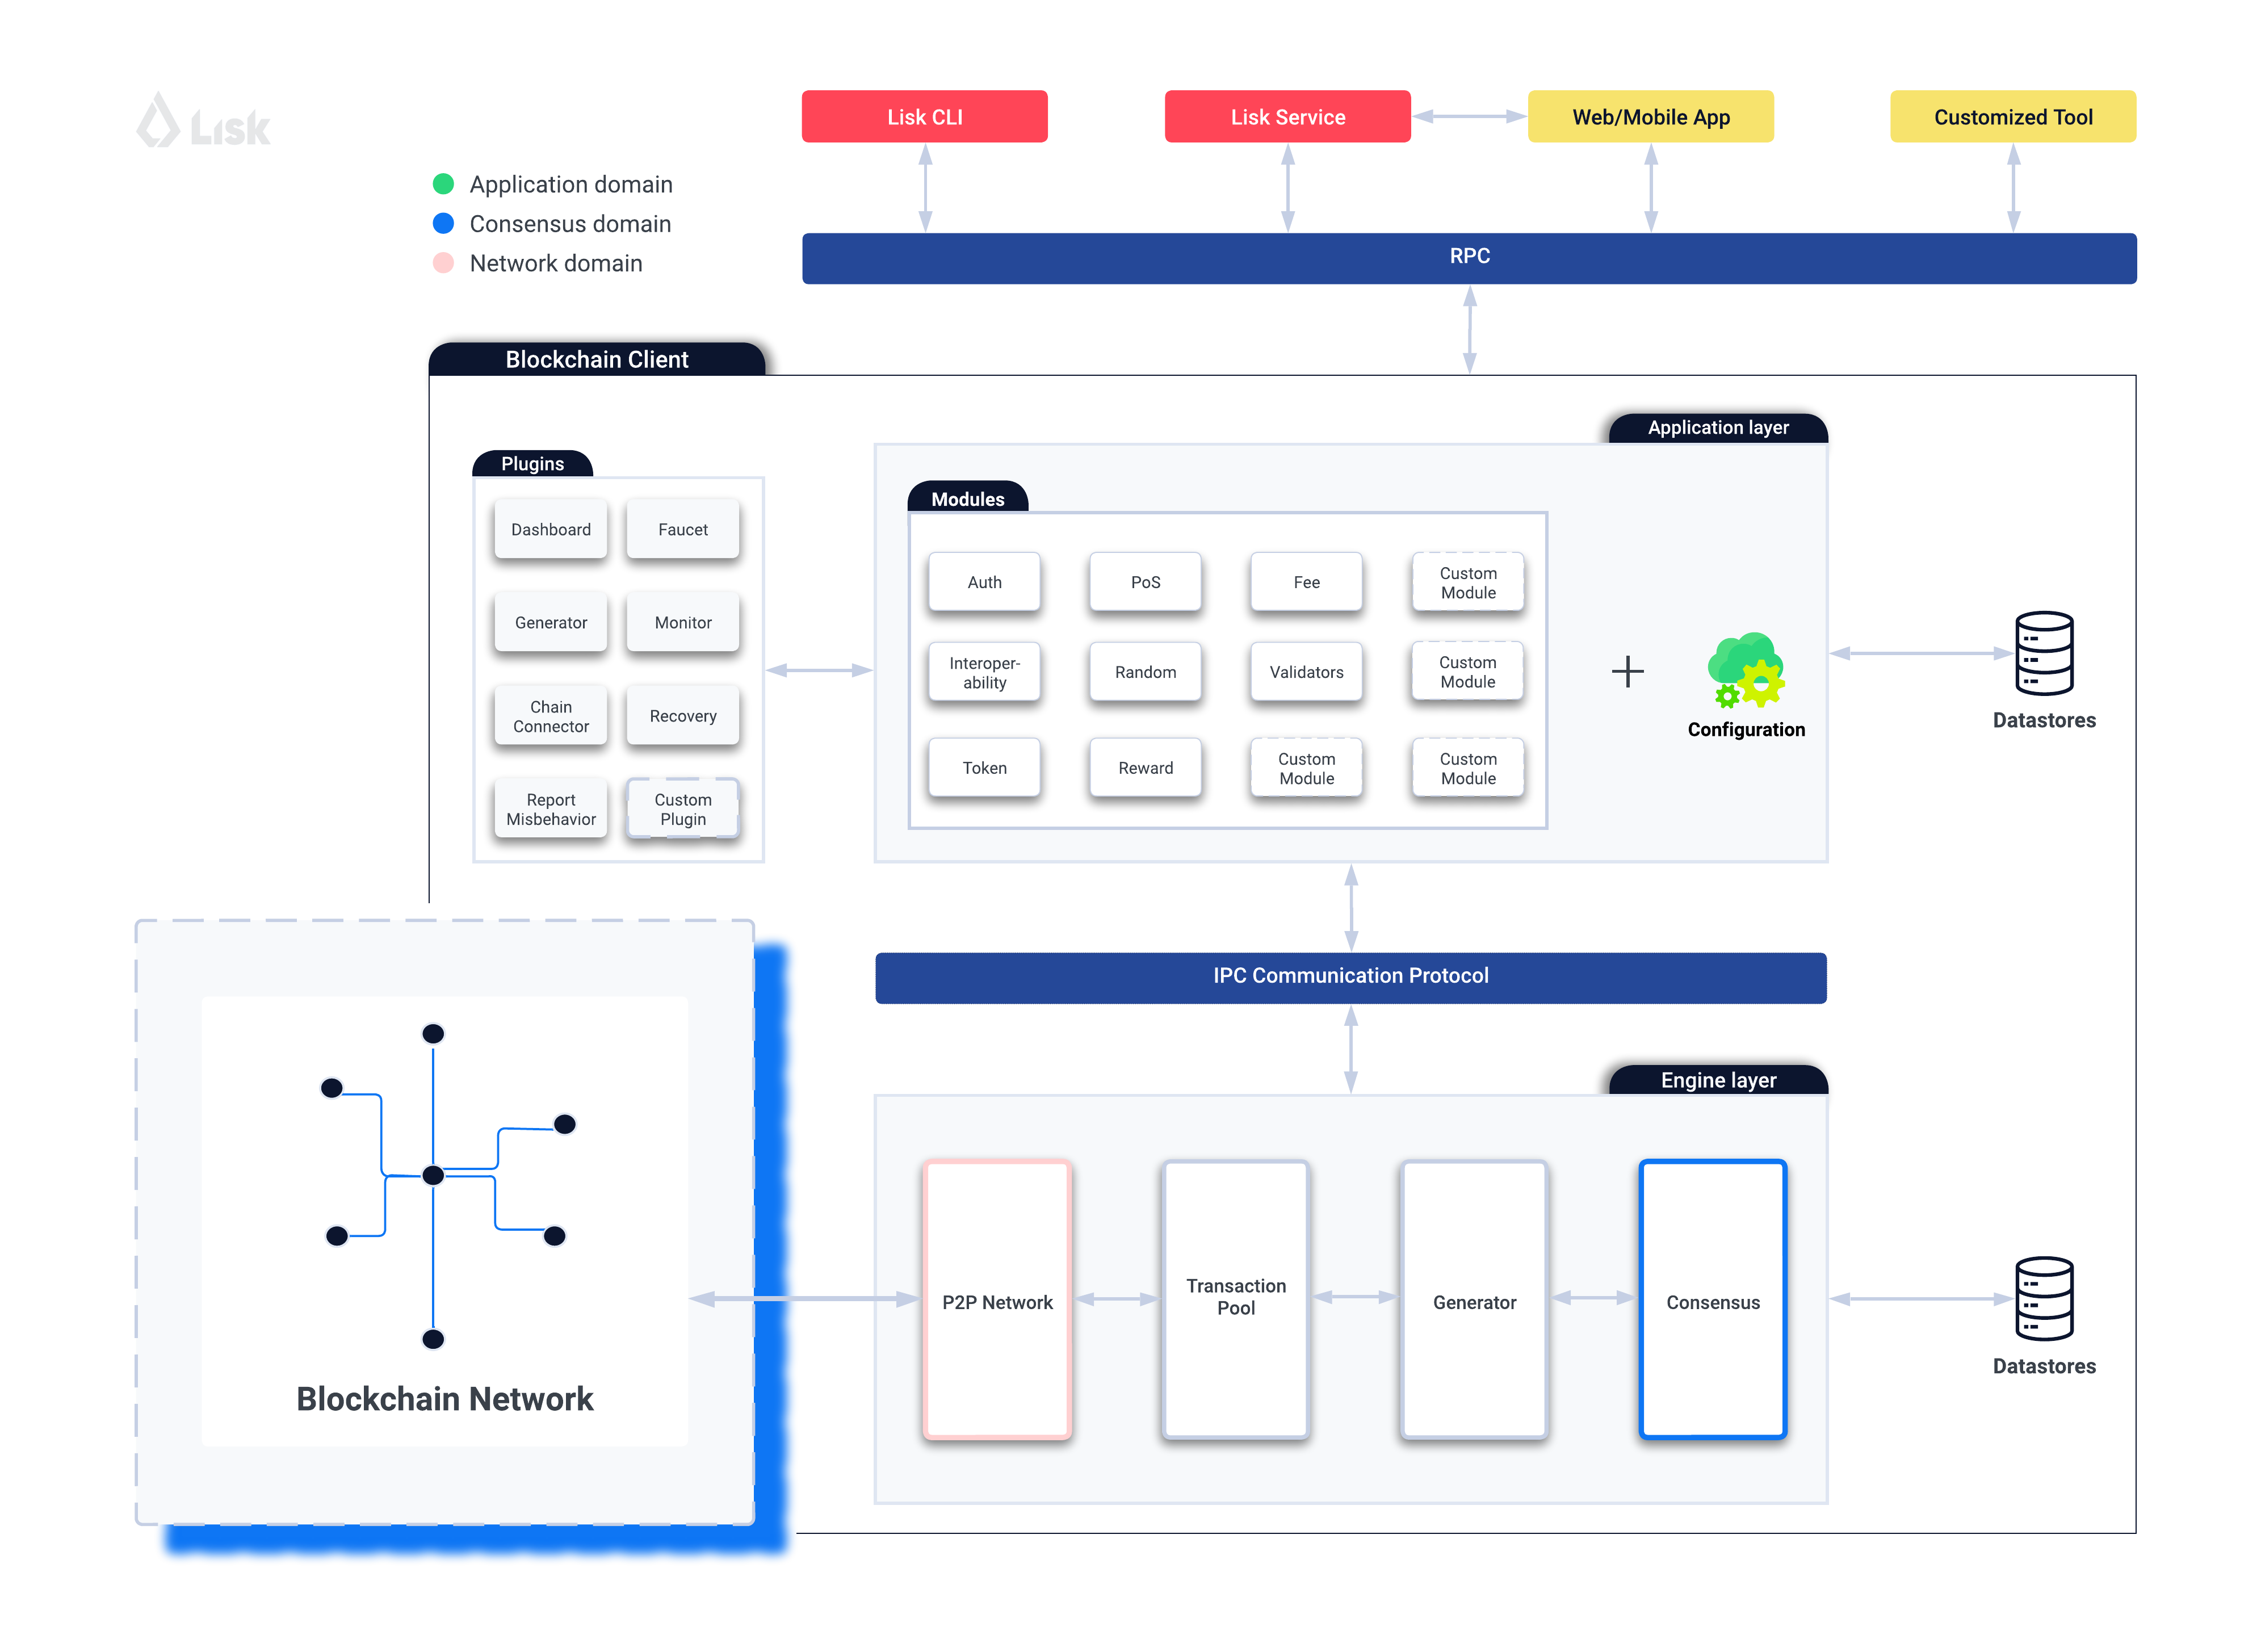 Lisk
Lisk CLI
Lisk Service
Web/Mobile App
Customized Tool
Application domain
Consensus domain
Network domain
RPC
Blockchain Client
Application layer
Plugins
Dashboard
Faucet
Generator
Monitor
Chain
Connector
Recovery
Report
Misbehavior
Custom
Plugin
Modules
Auth
PoS
Fee
Custom
Module
Interoper-
ability
Random
Validators
Custom
Module
Token
Reward
Custom
Module
Custom
Module
Configuration
Datastores
IPC Communication Protocol
Engine layer
P2P Network
Transaction
Pool
Generator
Consensus
Datastores
Blockchain Network